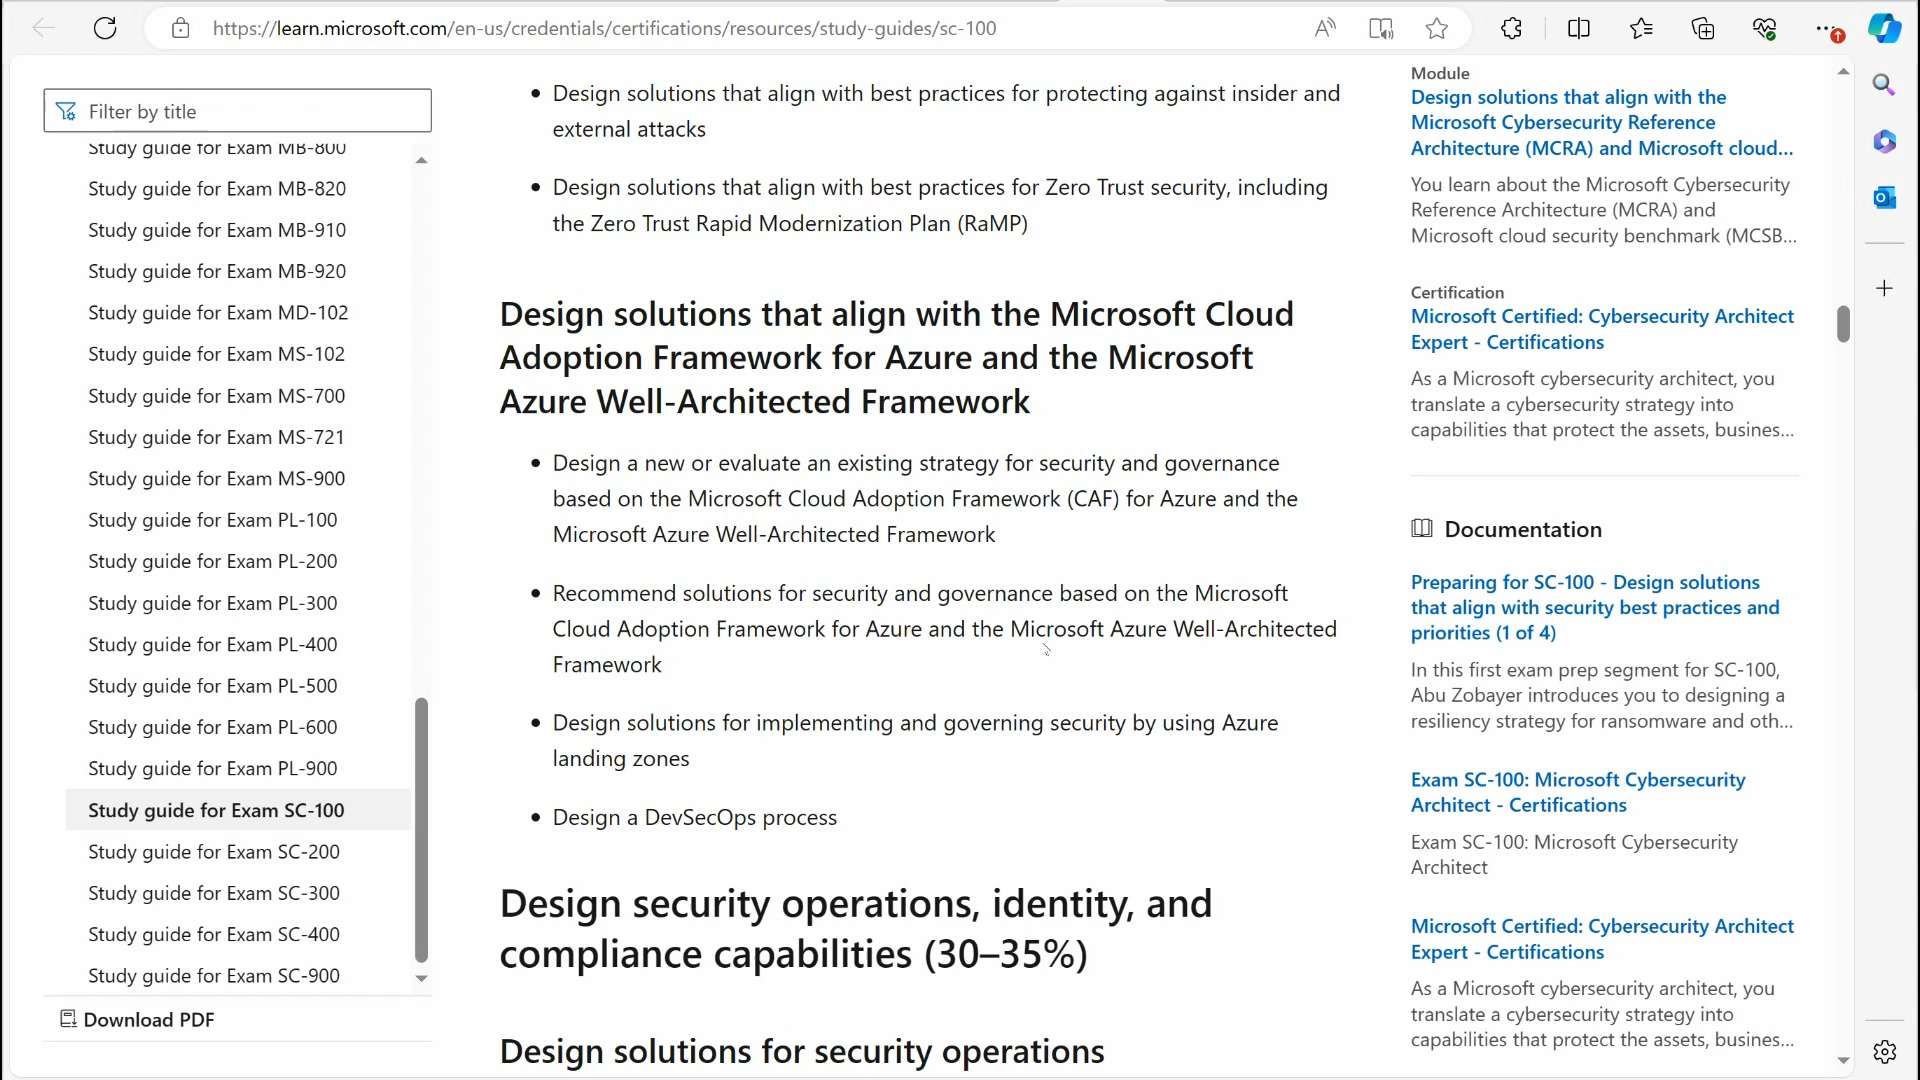 https://learn.microsoft.com/en-us/credentials/certifications/resources/study-guides/sc-100
Filter by title
Study guide for Exam MB-800
Study guide for Exam MB-820
Study guide for Exam MB-910
Study guide for Exam MB-920
Study guide for Exam MD-102
Study guide for Exam MS-102
Study guide for Exam MS-700
Study guide for Exam MS-721
Study guide for Exam MS-900
Study guide for Exam PL-100
Study guide for Exam PL-200
Study guide for Exam PL-300
Study guide for Exam PL-400
Study guide for Exam PL-500
Study guide for Exam PL-600
Study guide for Exam PL-900
Study guide for Exam SC-100
Study guide for Exam SC-200
Study guide for Exam SC-300
Study guide for Exam SC-400
Study guide for Exam SC-900
Download PDF
• Design solutions that align with best practices for protecting against insider and
external attacks
• Design solutions that align with best practices for Zero Trust security, including
the Zero Trust Rapid Modernization Plan (RaMP)
Design solutions that align with the Microsoft Cloud
Adoption Framework for Azure and the Microsoft
Azure Well-Architected Framework
• Design a new or evaluate an existing strategy for security and governance
based on the Microsoft Cloud Adoption Framework (CAF) for Azure and the
Microsoft Azure Well-Architected Framework
• Recommend solutions for security and governance based on the Microsoft
Cloud Adoption Framework for Azure and the Microsoft Azure Well-Architected
Framework
• Design solutions for implementing and governing security by using Azure
landing zones
• Design a DevSecOps process
Design security operations, identity, and
compliance capabilities (30–35%)
Design solutions for security operations
Module
Design solutions that align with the
Microsoft Cybersecurity Reference
Architecture (MCRA) and Microsoft cloud...
You learn about the Microsoft Cybersecurity
Reference Architecture (MCRA) and
Microsoft cloud security benchmark (MCSB...
Certification
Microsoft Certified: Cybersecurity Architect
Expert - Certifications
As a Microsoft cybersecurity architect, you
translate a cybersecurity strategy into
capabilities that protect the assets, busines...
Documentation
Preparing for SC-100 - Design solutions
that align with security best practices and
priorities (1 of 4)
In this first exam prep segment for SC-100,
Abu Zobayer introduces you to designing a
resiliency strategy for ransomware and oth...
Exam SC-100: Microsoft Cybersecurity
Architect - Certifications
Exam SC-100: Microsoft Cybersecurity
Architect
Microsoft Certified: Cybersecurity Architect
Expert - Certifications
As a Microsoft cybersecurity architect, you
translate a cybersecurity strategy into
capabilities that protect the assets, busines...